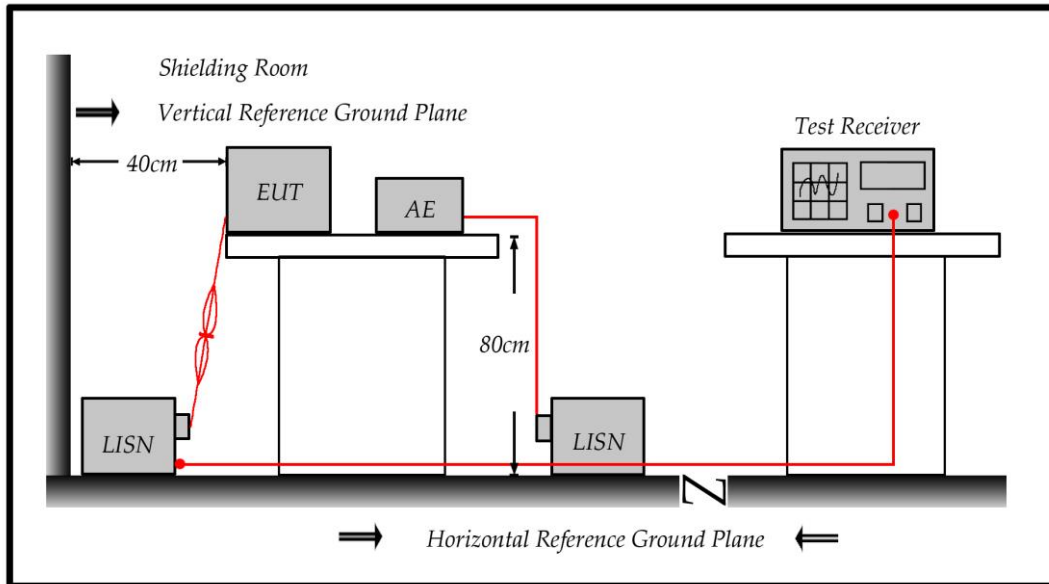 Shielding Room
Vertical Reference Ground Plane
Test Receiver
40cm
EUT
AE
80cm
LISN
LISN
Horizontal Reference Ground Plane